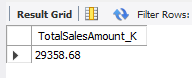 Result Grid Filter Rows:
TotalSalesAmount_K
29358.68